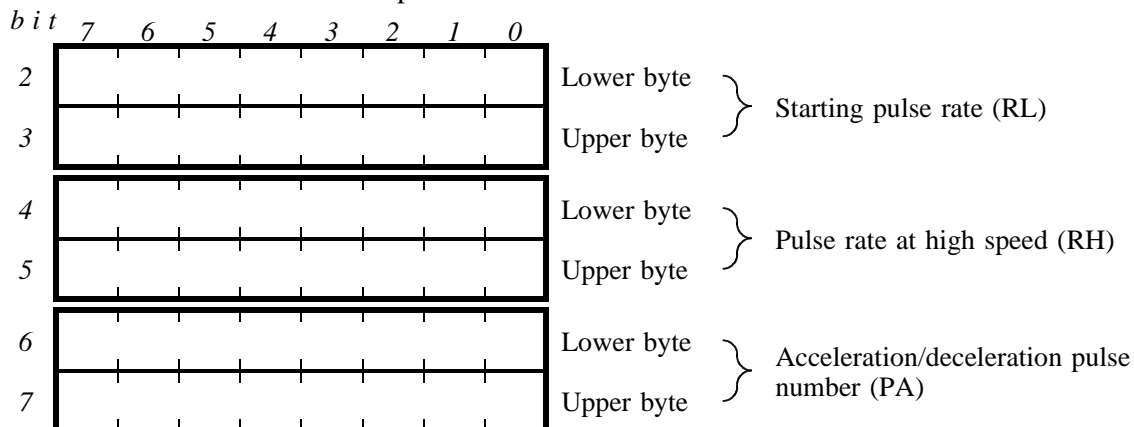 bit 7 6 5 4 3 2 1 0
2 Lower byte
Starting pulse rate (RL)
3 Upper byte
4 Lower byte
Pulse rate at high speed (RH)
5 Upper byte
6 Lower byte
Acceleration/deceleration pulse
number (PA)
7 Upper byte